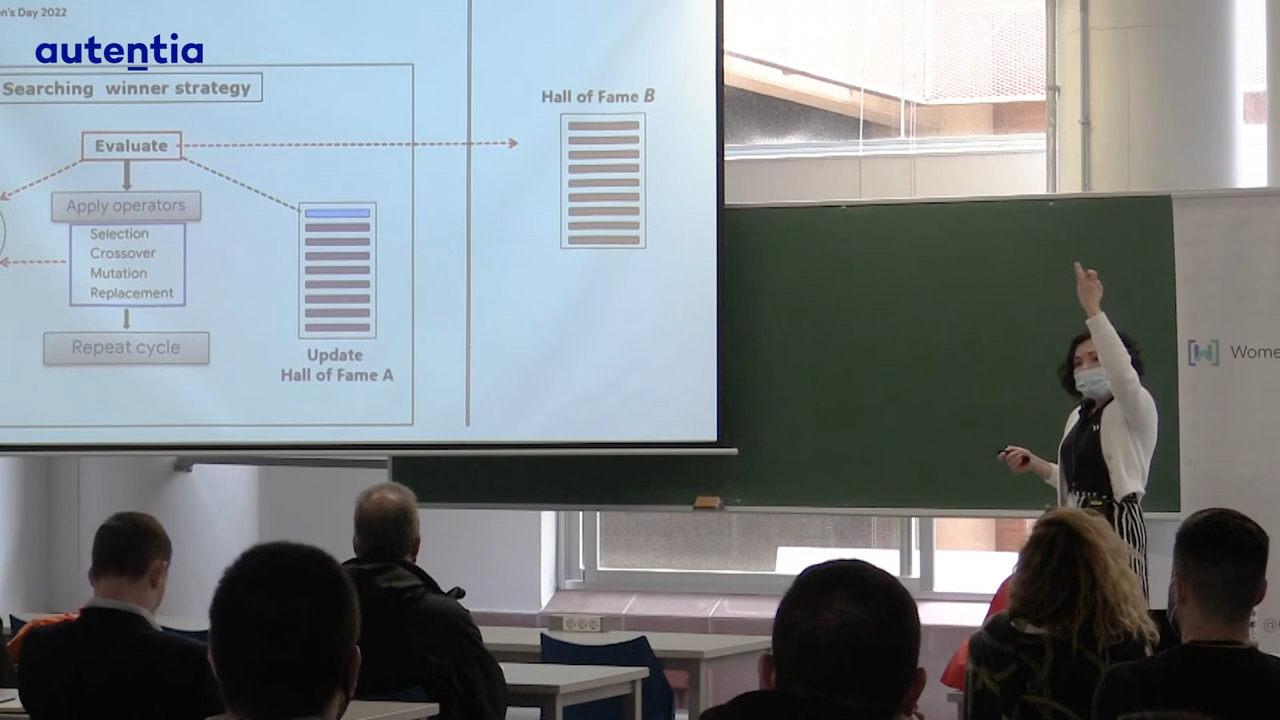 n's Day 2022
autentia
Searching winner strategy
Evaluate
Apply operators
Selection
Crossover
Mutation
Replacement
Repeat cycle
Update
Hall of Fame A
Hall of Fame B
[W] Wome
@